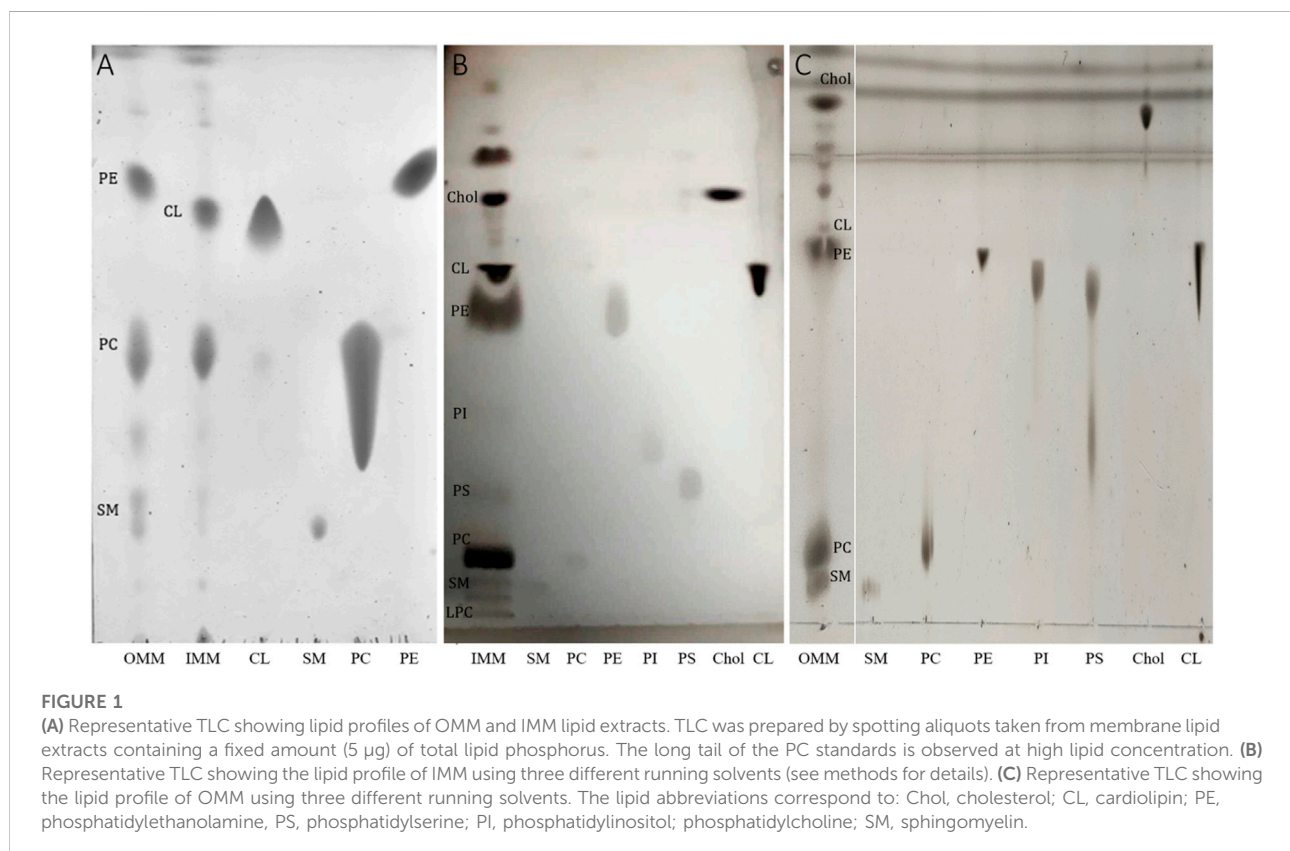 A
B
C
PE
CL
PC
SM
OMM IMM CL SM PC PE
Chol
CL
PE
PI
PS
PC
SM
LPC
IMM SM PC PE PI PS Chol CL
Chol
CL
PE
PC
SM
OMM SM PC PE PI PS Chol CL
FIGURE 1
(A) Representative TLC showing lipid profiles of OMM and IMM lipid extracts. TLC was prepared by spotting aliquots taken from membrane lipid
extracts containing a fixed amount (5 µg) of total lipid phosphorus. The long tail of the PC standards is observed at high lipid concentration. (B)
Representative TLC showing the lipid profile of IMM using three different running solvents (see methods for details). (C) Representative TLC showing
the lipid profile of OMM using three different running solvents. The lipid abbreviations correspond to: Chol, cholesterol; CL, cardiolipin; PE,
phosphatidylethanolamine, PS, phosphatidylserine; PI, phosphatidylinositol; phosphatidylcholine; SM, sphingomyelin.